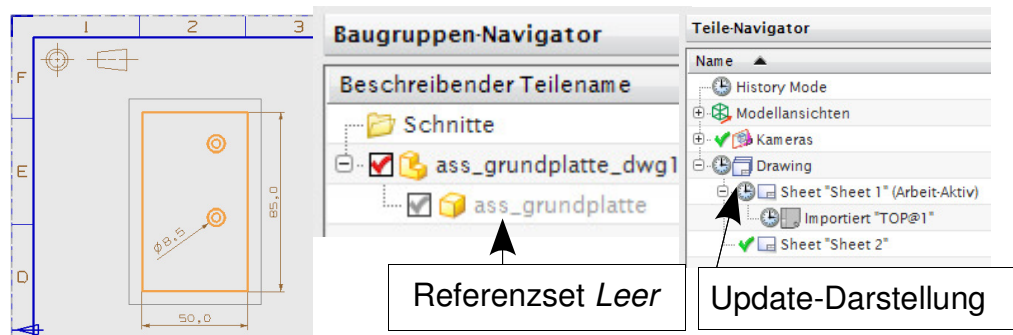 1 2 3
F
E
D
Ø8,5
85,0
50,0
Baugruppen-Navigator
Beschreibender Teilename
Schnitte
ass_grundplatte_dwg1
ass_grundplatte
Referenzset Leer
Teile-Navigator
Name
History Mode
Modellansichten
Kameras
Drawing
Sheet "Sheet 1" (Arbeit-Aktiv)
Importiert "TOP@1"
Sheet "Sheet 2"
Update-Darstellung